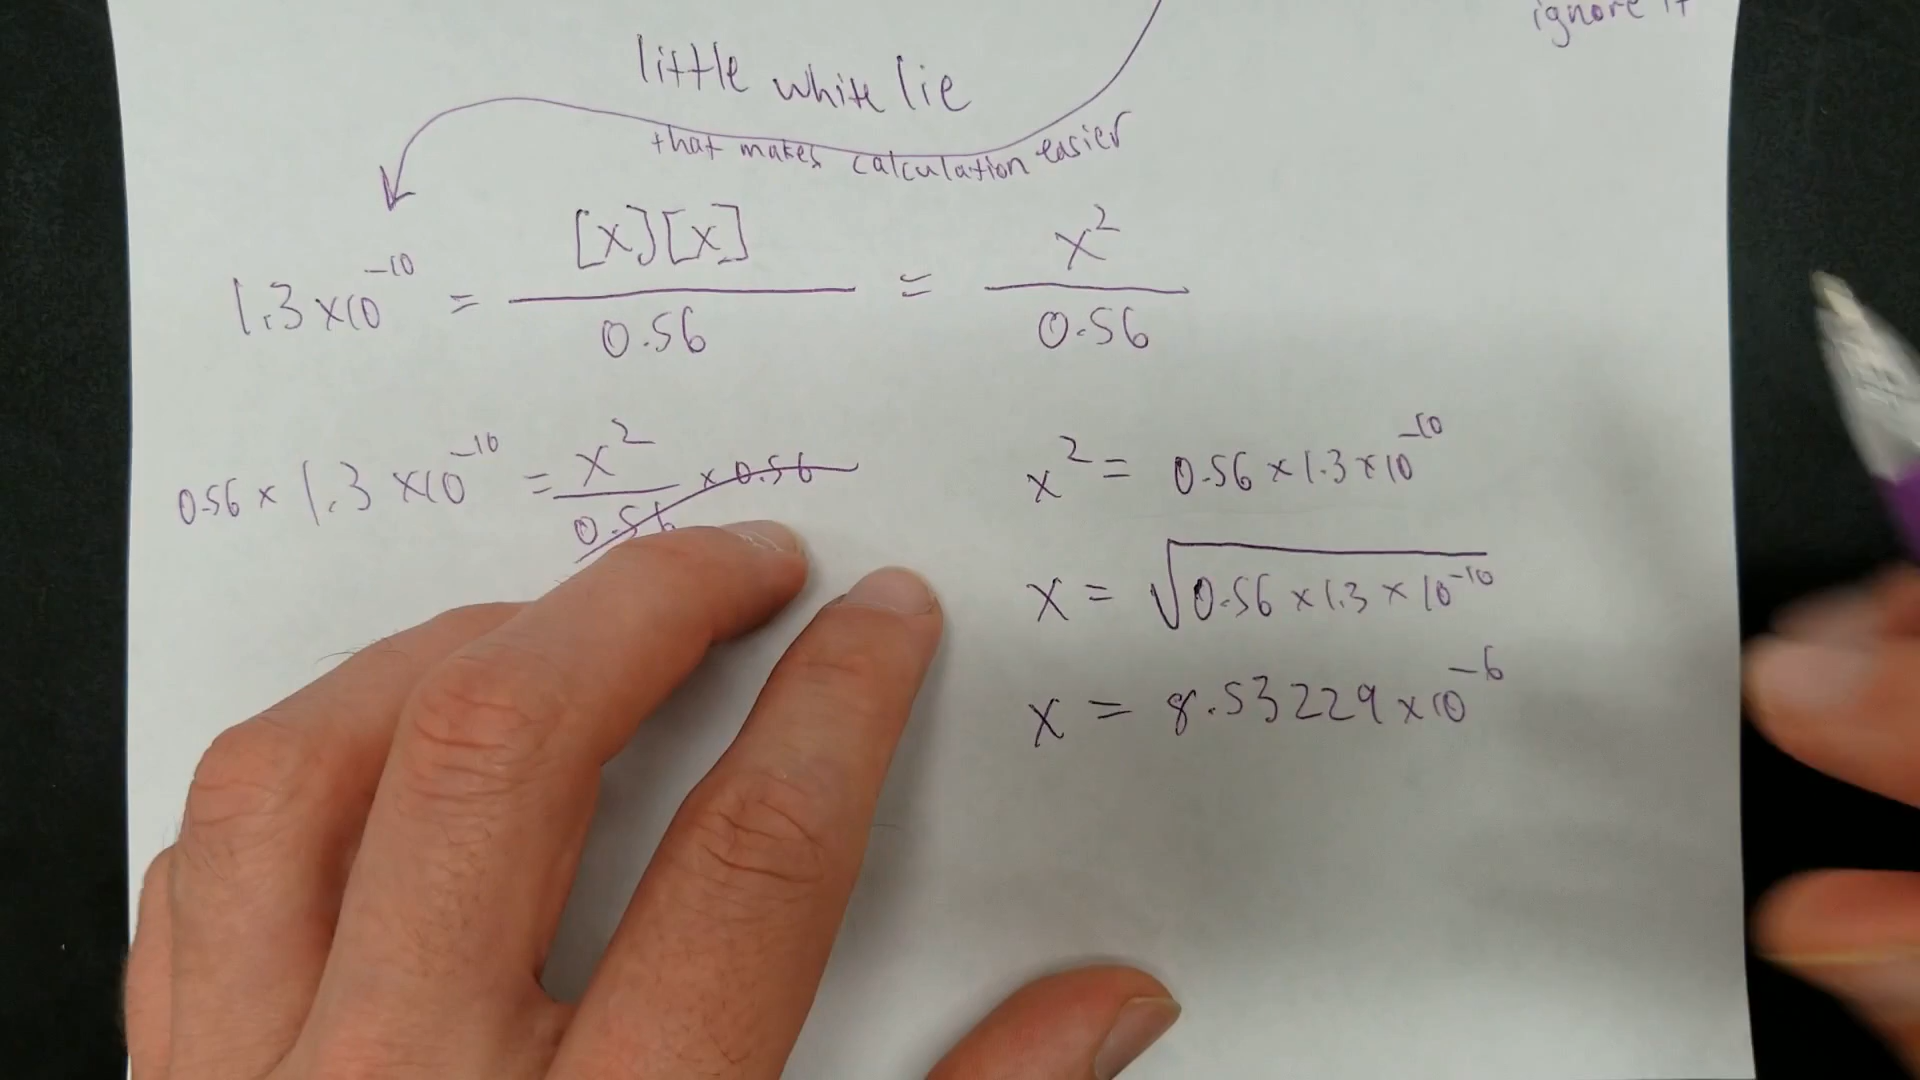 ignore it
little white lie
that makes calculation easier
1.3 ×10⁻¹⁰ = [x][x] / 0.56 = x² / 0.56
0.56 × 1.3 ×10⁻¹⁰ = x² / 0.56 × 0.56
x² = 0.56 × 1.3 × 10⁻¹⁰
x = √0.56 × 1.3 × 10⁻¹⁰
x = 8.53229 ×10⁻⁶